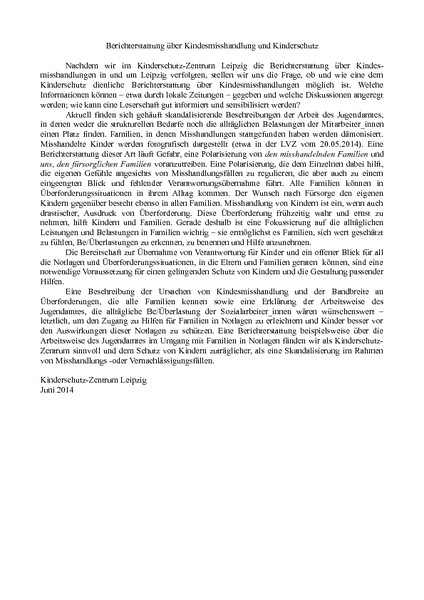 Berichterstattung über Kindesmisshandlung und Kinderschutz
Nachdem wir im Kinderschutz-Zentrum Leipzig die Berichterstattung über Kindes-
misshandlungen in und um Leipzig verfolgten, stellen wir uns die Frage, ob und wie eine dem
Kinderschutz dienliche Berichterstattung über Kindesmisshandlungen möglich ist. Welche
Informationen können – etwa durch lokale Zeitungen – gegeben und welche Diskussionen angeregt
werden; wie kann eine Leserschaft gut informiert und sensibilisiert werden?
Aktuell finden sich gehäuft skandalisierende Beschreibungen der Arbeit des Jugendamtes,
in denen weder die strukturellen Bedarfe noch die alltäglichen Belastungen der Mitarbeiter_innen
einen Platz finden. Familien, in denen Misshandlungen stattgefunden haben werden dämonisiert.
Misshandelte Kinder werden fotografisch dargestellt (etwa in der LVZ vom 20.05.2014). Eine
Berichterstattung dieser Art läuft Gefahr, eine Polarisierung von den misshandelnden Familien und
uns, den fürsorglichen Familien voranzutreiben. Eine Polarisierung, die dem Einzelnen dabei hilft,
die eigenen Gefühle angesichts von Misshandlungsfällen zu regulieren, die aber auch zu einem
eingeengten Blick und fehlender Verantwortungsübernahme führt. Alle Familien können in
Überforderungssituationen in ihrem Alltag kommen. Der Wunsch nach Fürsorge den eigenen
Kindern gegenüber besteht ebenso in allen Familien. Misshandlung von Kindern ist ein, wenn auch
drastischer, Ausdruck von Überforderung. Diese Überforderung frühzeitig wahr und ernst zu
nehmen, hilft Kindern und Familien. Gerade deshalb ist eine Fokussierung auf die alltäglichen
Leistungen und Belastungen in Familien wichtig – sie ermöglichst es Familien, sich wert geschätzt
zu fühlen, Be/Überlastungen zu erkennen, zu benennen und Hilfe anzunehmen.
Die Bereitschaft zur Übernahme von Verantwortung für Kinder und ein offener Blick für all
die Notlagen und Überforderungssituationen, in die Eltern und Familien geraten können, sind eine
notwendige Voraussetzung für einen gelingenden Schutz von Kindern und die Gestaltung passender
Hilfen.
Eine Beschreibung der Ursachen von Kindesmisshandlung und der Bandbreite an
Überforderungen, die alle Familien kennen sowie eine Erklärung der Arbeitsweise des
Jugendamtes, die alltägliche Be/Überlastung der Sozialarbeiter_innen wären wünschenswert –
letztlich, um den Zugang zu Hilfen für Familien in Notlagen zu erleichtern und Kinder besser vor
den Auswirkungen dieser Notlagen zu schützen. Eine Berichterstattung beispielsweise über die
Arbeitsweise des Jugendamtes im Umgang mit Familien in Notlagen fänden wir als Kinderschutz-
Zentrum sinnvoll und dem Schutz von Kindern zuträglicher, als eine Skandalisierung im Rahmen
von Misshandlungs -oder Vernachlässigungsfällen.
Kinderschutz-Zentrum Leipzig
Juni 2014